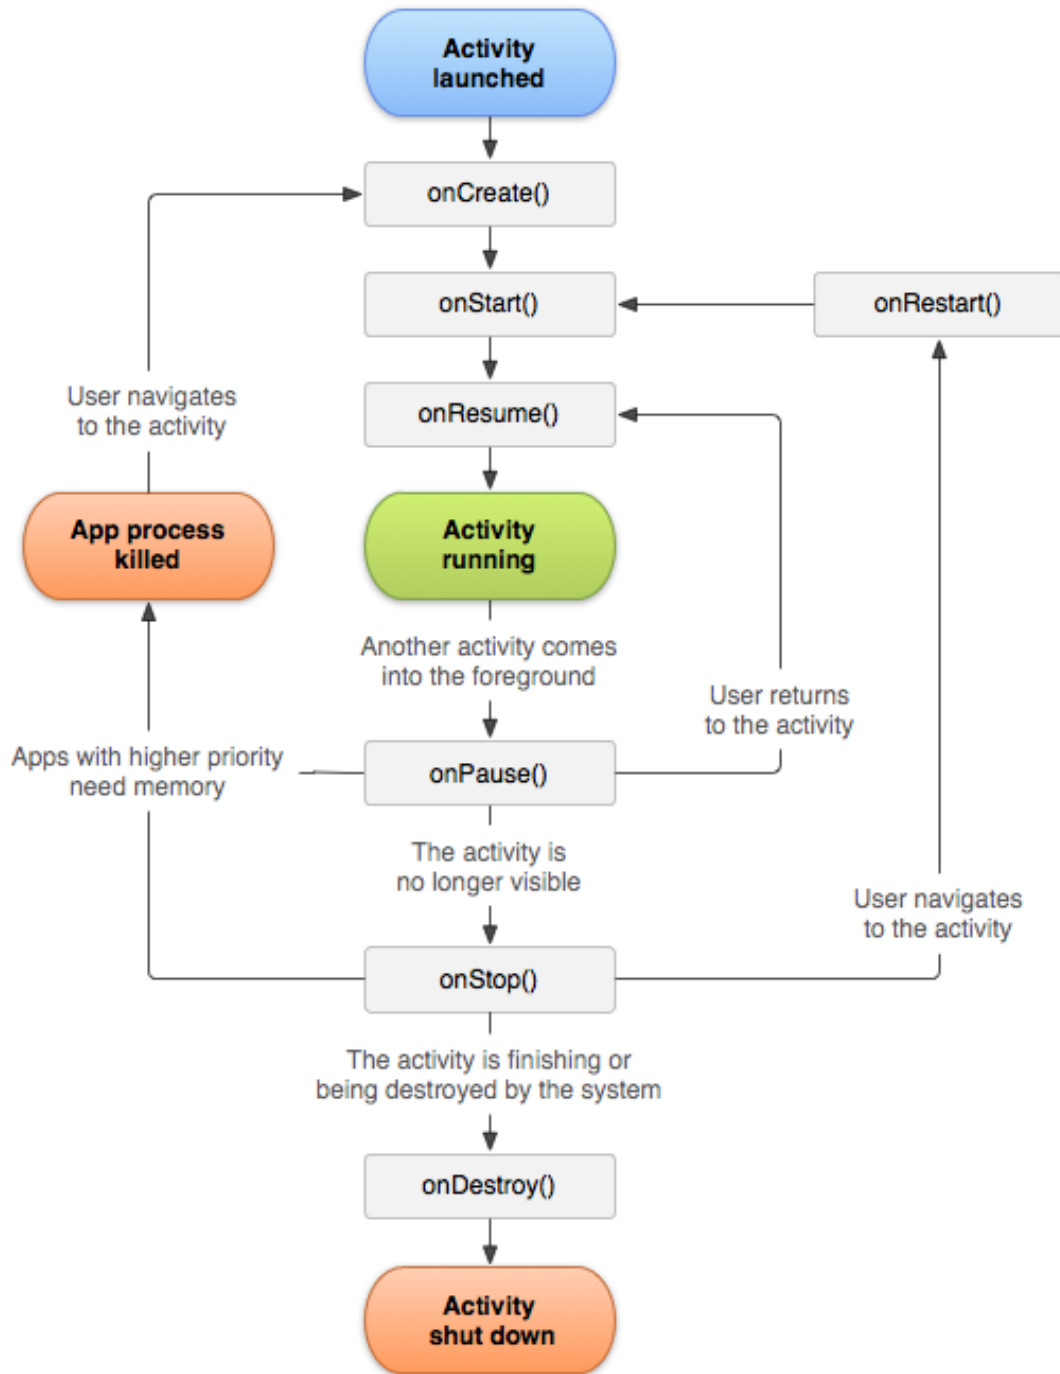 Activity
launched
onCreate()
onStart()
onRestart()
User navigates
to the activity
onResume()
App process
killed
Activity
running
Another activity comes
into the foreground
User returns
to the activity
Apps with higher priority
need memory
onPause()
The activity is
no longer visible
User navigates
to the activity
onStop()
The activity is finishing or
being destroyed by the system
onDestroy()
Activity
shut down